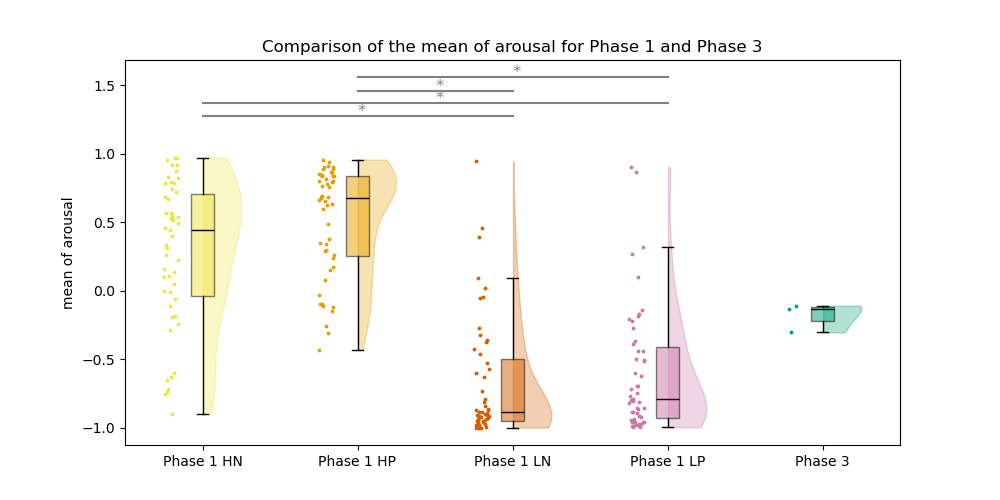 Comparison of the mean of arousal for Phase 1 and Phase 3
mean of arousal
1.5
1.0
0.5
0.0
−0.5
−1.0
*
*
*
*
Phase 1 HN
Phase 1 HP
Phase 1 LN
Phase 1 LP
Phase 3